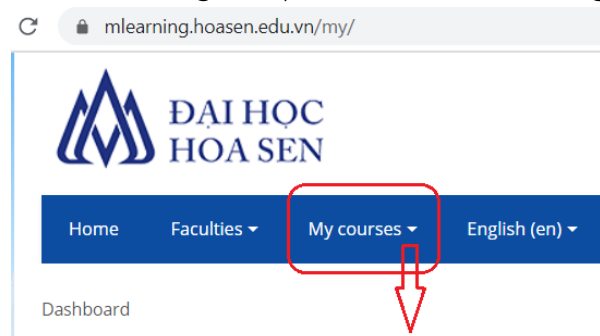 mlearning.hoasen.edu.vn/my/
ĐẠI HỌC
HOA SEN
Home Faculties My courses English (en)
Dashboard